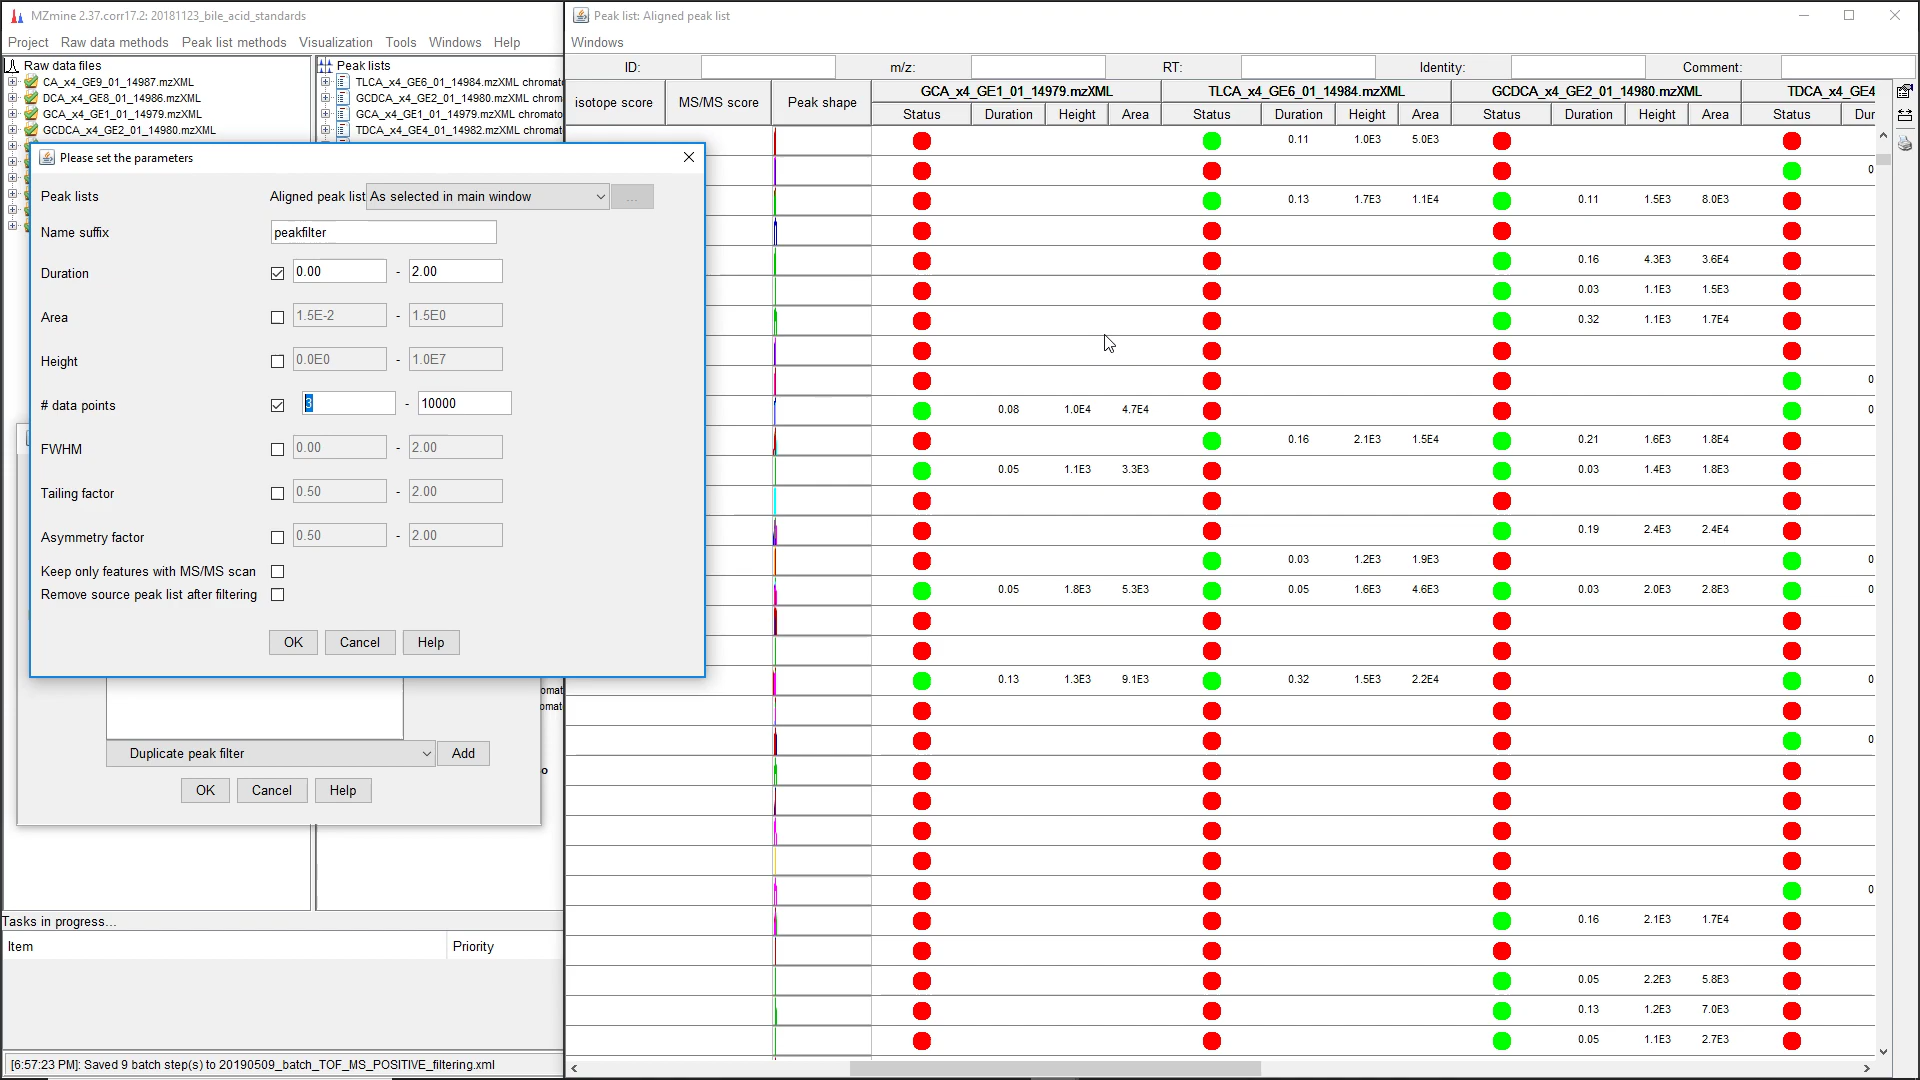 MZmine 2.37.corr17.2: 20181123_bile_acid_standards
Project Raw data methods Peak list methods Visualization Tools Windows Help
Raw data files
CA_x4_GE9_01_14987.mzXML
DCA_x4_GE8_01_14986.mzXML
GCA_x4_GE1_01_14979.mzXML
GCDCA_x4_GE2_01_14980.mzXML
Peak lists
TLCA_x4_GE6_01_14984.mzXML chromat
GCDCA_x4_GE2_01_14980.mzXML chrom
GCA_x4_GE1_01_14979.mzXML chromato
TDCA_x4_GE4_01_14982.mzXML chromat
Please set the parameters
Peak lists Aligned peak list As selected in main window ...
Name suffix peakfilter
Duration 0.00 - 2.00
Area 1.5E-2 - 1.5E0
Height 0.0E0 - 1.0E7
# data points 3 - 10000
FWHM 0.00 - 2.00
Tailing factor 0.50 - 2.00
Asymmetry factor 0.50 - 2.00
Keep only features with MS/MS scan
Remove source peak list after filtering
OK Cancel Help
omat
omat
Duplicate peak filter Add
OK Cancel Help
Tasks in progress...
Item Priority
[6:57:23 PM]: Saved 9 batch step(s) to 20190509_batch_TOF_MS_POSITIVE_filtering.xml
Peak list: Aligned peak list
Windows
ID: m/z: RT: Identity: Comment:
isotope score MS/MS score Peak shape GCA_x4_GE1_01_14979.mzXML TLCA_x4_GE6_01_14984.mzXML GCDCA_x4_GE2_01_14980.mzXML TDCA_x4_GE4
Status Duration Height Area Status Duration Height Area Status Duration Height Area Status Dur
0.11 1.0E3 5.0E3
0
0.13 1.7E3 1.1E4 0.11 1.5E3 8.0E3
0.16 4.3E3 3.6E4
0.03 1.1E3 1.5E3
0.32 1.1E3 1.7E4
0
0.08 1.0E4 4.7E4 0
0.16 2.1E3 1.5E4 0.21 1.6E3 1.8E4
0.05 1.1E3 3.3E3 0.03 1.4E3 1.8E3
0.19 2.4E3 2.4E4
0.03 1.2E3 1.9E3 0
0.05 1.8E3 5.3E3 0.05 1.6E3 4.6E3 0.03 2.0E3 2.8E3 0
0.13 1.3E3 9.1E3 0.32 1.5E3 2.2E4 0
0
0
0.16 2.1E3 1.7E4
0.05 2.2E3 5.8E3
0.13 1.2E3 7.0E3
0.05 1.1E3 2.7E3